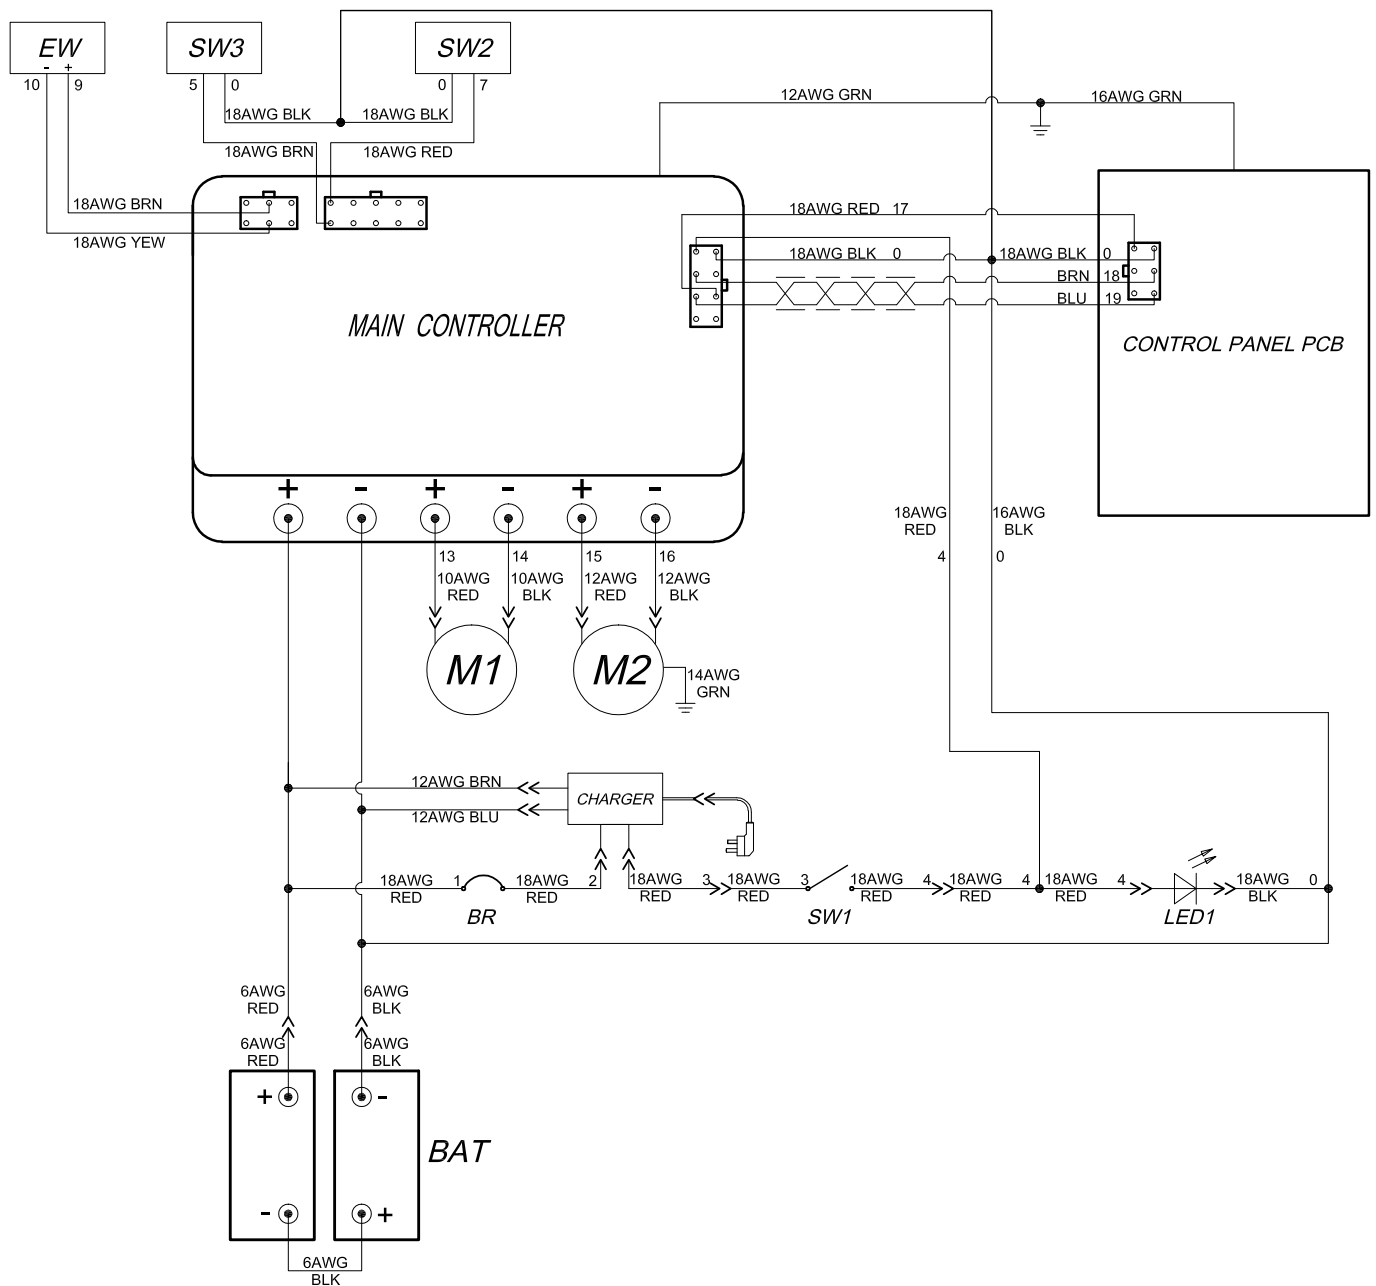 EW
- +
10 9
SW3
5 0
SW2
0 7
18AWG BLK
18AWG BLK
18AWG BRN
18AWG RED
12AWG GRN
16AWG GRN
18AWG BRN
18AWG YEW
18AWG RED 17
18AWG BLK 0
18AWG BLK 0
BRN 18
BLU 19
MAIN CONTROLLER
CONTROL PANEL PCB
+ - + - + -
18AWG
RED
4
16AWG
BLK
0
13
10AWG
RED
14
10AWG
BLK
15
12AWG
RED
16
12AWG
BLK
M1
M2
14AWG
GRN
12AWG BRN
12AWG BLU
CHARGER
18AWG
RED
1
BR
18AWG
RED
2
18AWG
RED
3
18AWG
RED
3
SW1
18AWG
RED
4
18AWG
RED
4
18AWG
RED
4
LED1
18AWG
BLK
0
6AWG
RED
6AWG
BLK
6AWG
RED
6AWG
BLK
+ -
BAT
- +
6AWG
BLK